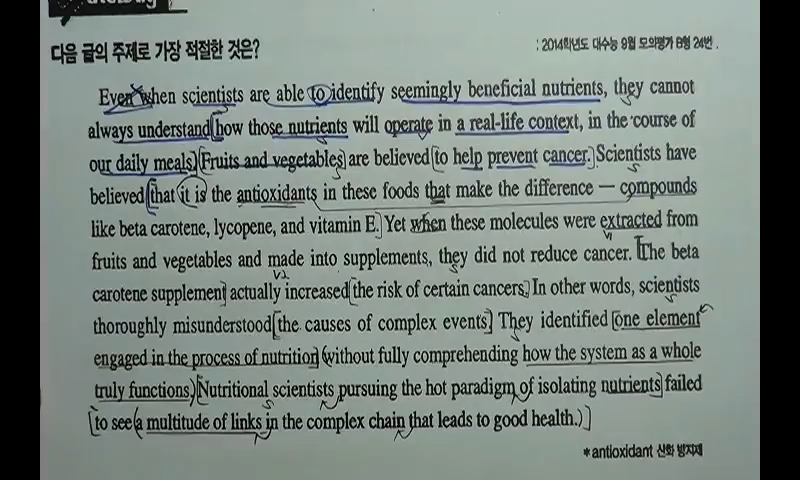 다음 글의 주제로 가장 적절한 것은?
: 2014학년도 대수능 9월 모의평가 B형 24번.
Even when scientists are able to identify seemingly beneficial nutrients, they cannot
always understand how those nutrients will operate in a real-life context, in the course of
our daily meals. Fruits and vegetables are believed to help prevent cancer. Scientists have
believed that it is the antioxidants in these foods that make the difference — compounds
like beta carotene, lycopene, and vitamin E. Yet when these molecules were extracted from
fruits and vegetables and made into supplements, they did not reduce cancer. The beta
carotene supplement actually increased the risk of certain cancers. In other words, scientists
thoroughly misunderstood the causes of complex events. They identified one element
engaged in the process of nutrition without fully comprehending how the system as a whole
truly functions. Nutritional scientists pursuing the hot paradigm of isolating nutrients failed
to see a multitude of links in the complex chain that leads to good health.
*antioxidant 산화 방지제